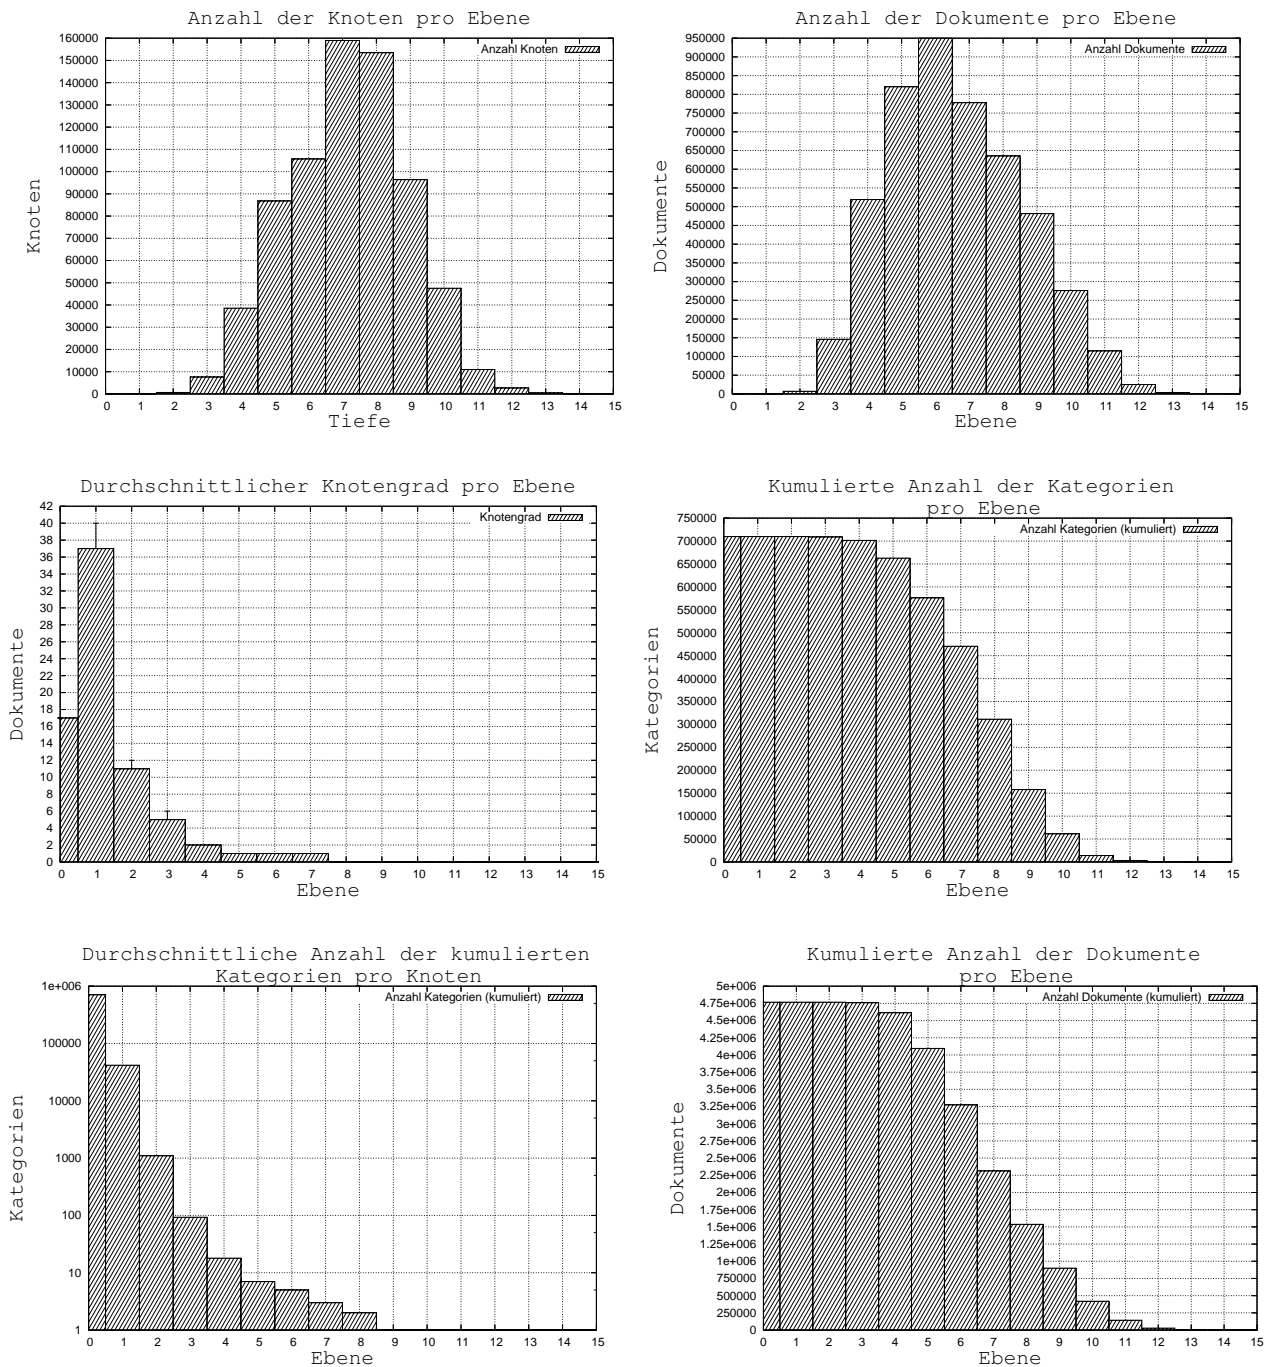 Anzahl der Knoten pro Ebene
Anzahl Knoten
160000
150000
140000
130000
120000
110000
100000
90000
80000
70000
60000
50000
40000
30000
20000
10000
0
Knoten
0 1 2 3 4 5 6 7 8 9 10 11 12 13 14 15
Tiefe
Anzahl der Dokumente pro Ebene
Anzahl Dokumente
950000
900000
850000
800000
750000
700000
650000
600000
550000
500000
450000
400000
350000
300000
250000
200000
150000
100000
50000
0
Dokumente
0 1 2 3 4 5 6 7 8 9 10 11 12 13 14 15
Ebene
Durchschnittlicher Knotengrad pro Ebene
Knotengrad
42
40
38
36
34
32
30
28
26
24
22
20
18
16
14
12
10
8
6
4
2
0
Dokumente
0 1 2 3 4 5 6 7 8 9 10 11 12 13 14 15
Ebene
Kumulierte Anzahl der Kategorien
pro Ebene
Anzahl Kategorien (kumuliert)
750000
700000
650000
600000
550000
500000
450000
400000
350000
300000
250000
200000
150000
100000
50000
0
Kategorien
0 1 2 3 4 5 6 7 8 9 10 11 12 13 14 15
Ebene
Durchschnittliche Anzahl der kumulierten
Kategorien pro Knoten
Anzahl Kategorien (kumuliert)
1e+006
100000
10000
1000
100
10
1
Kategorien
0 1 2 3 4 5 6 7 8 9 10 11 12 13 14 15
Ebene
Kumulierte Anzahl der Dokumente
pro Ebene
Anzahl Dokumente (kumuliert)
5e+006
4.75e+006
4.5e+006
4.25e+006
4e+006
3.75e+006
3.5e+006
3.25e+006
3e+006
2.75e+006
2.5e+006
2.25e+006
2e+006
1.75e+006
1.5e+006
1.25e+006
1e+006
750000
500000
250000
0
Dokumente
0 1 2 3 4 5 6 7 8 9 10 11 12 13 14 15
Ebene